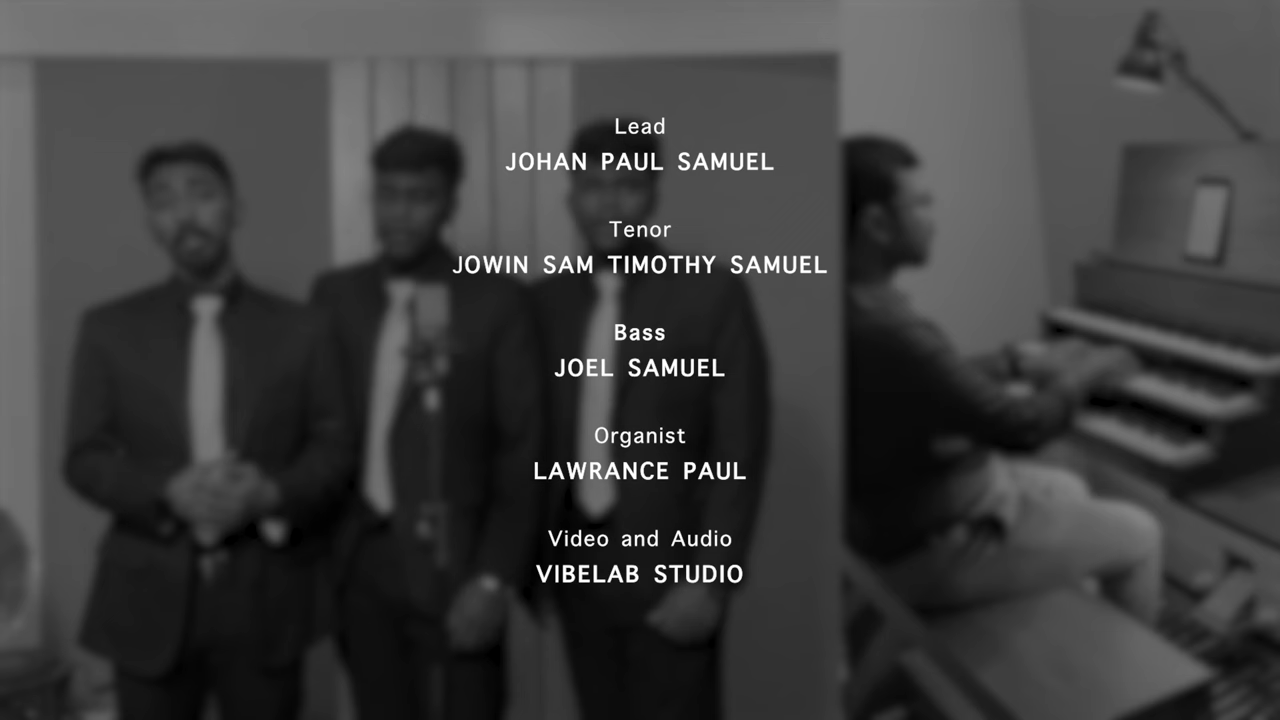 Lead
JOHAN PAUL SAMUEL
Tenor
JOWIN SAM TIMOTHY SAMUEL
Bass
JOEL SAMUEL
Organist
LAWRANCE PAUL
Video and Audio
VIBELAB STUDIO